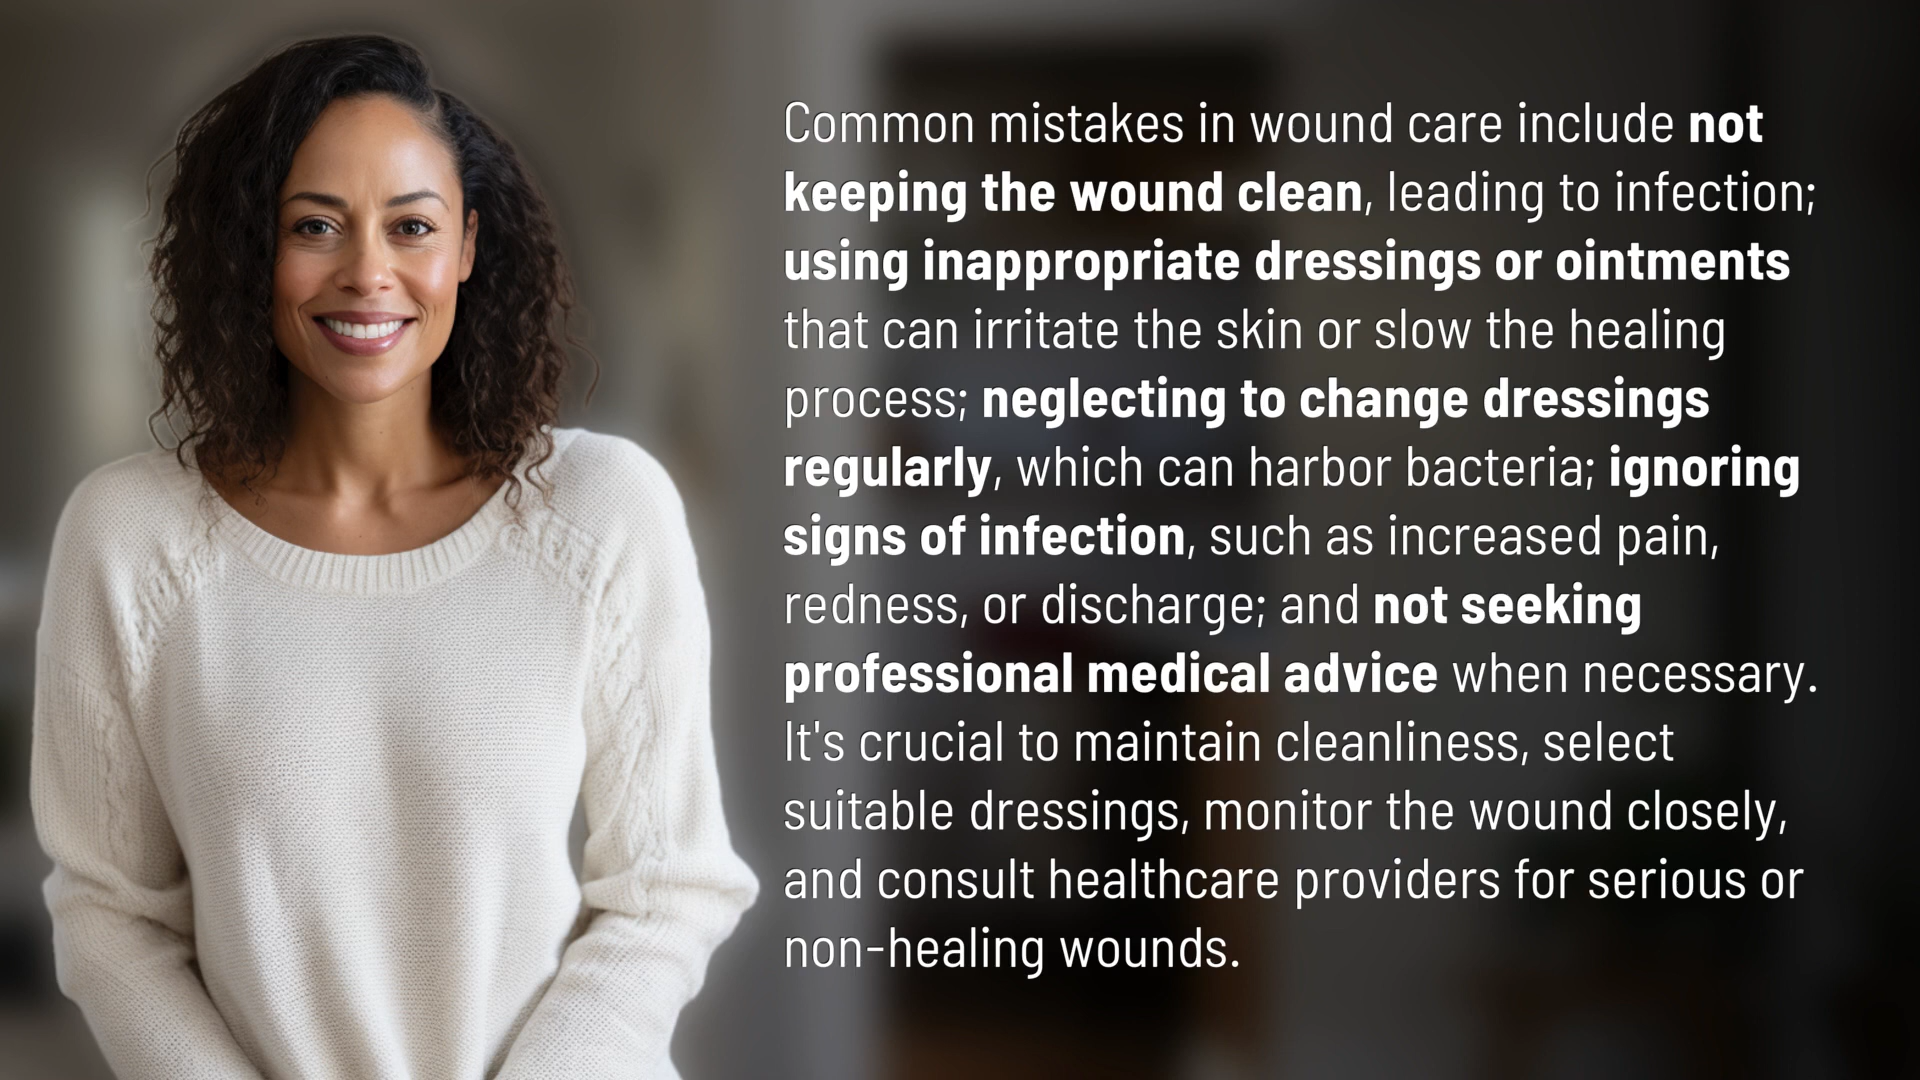 Common mistakes in wound care include not
keeping the wound clean, leading to infection;
using inappropriate dressings or ointments
that can irritate the skin or slow the healing
process; neglecting to change dressings
regularly, which can harbor bacteria; ignoring
signs of infection, such as increased pain,
redness, or discharge; and not seeking
professional medical advice when necessary.
It's crucial to maintain cleanliness, select
suitable dressings, monitor the wound closely,
and consult healthcare providers for serious or
non-healing wounds.